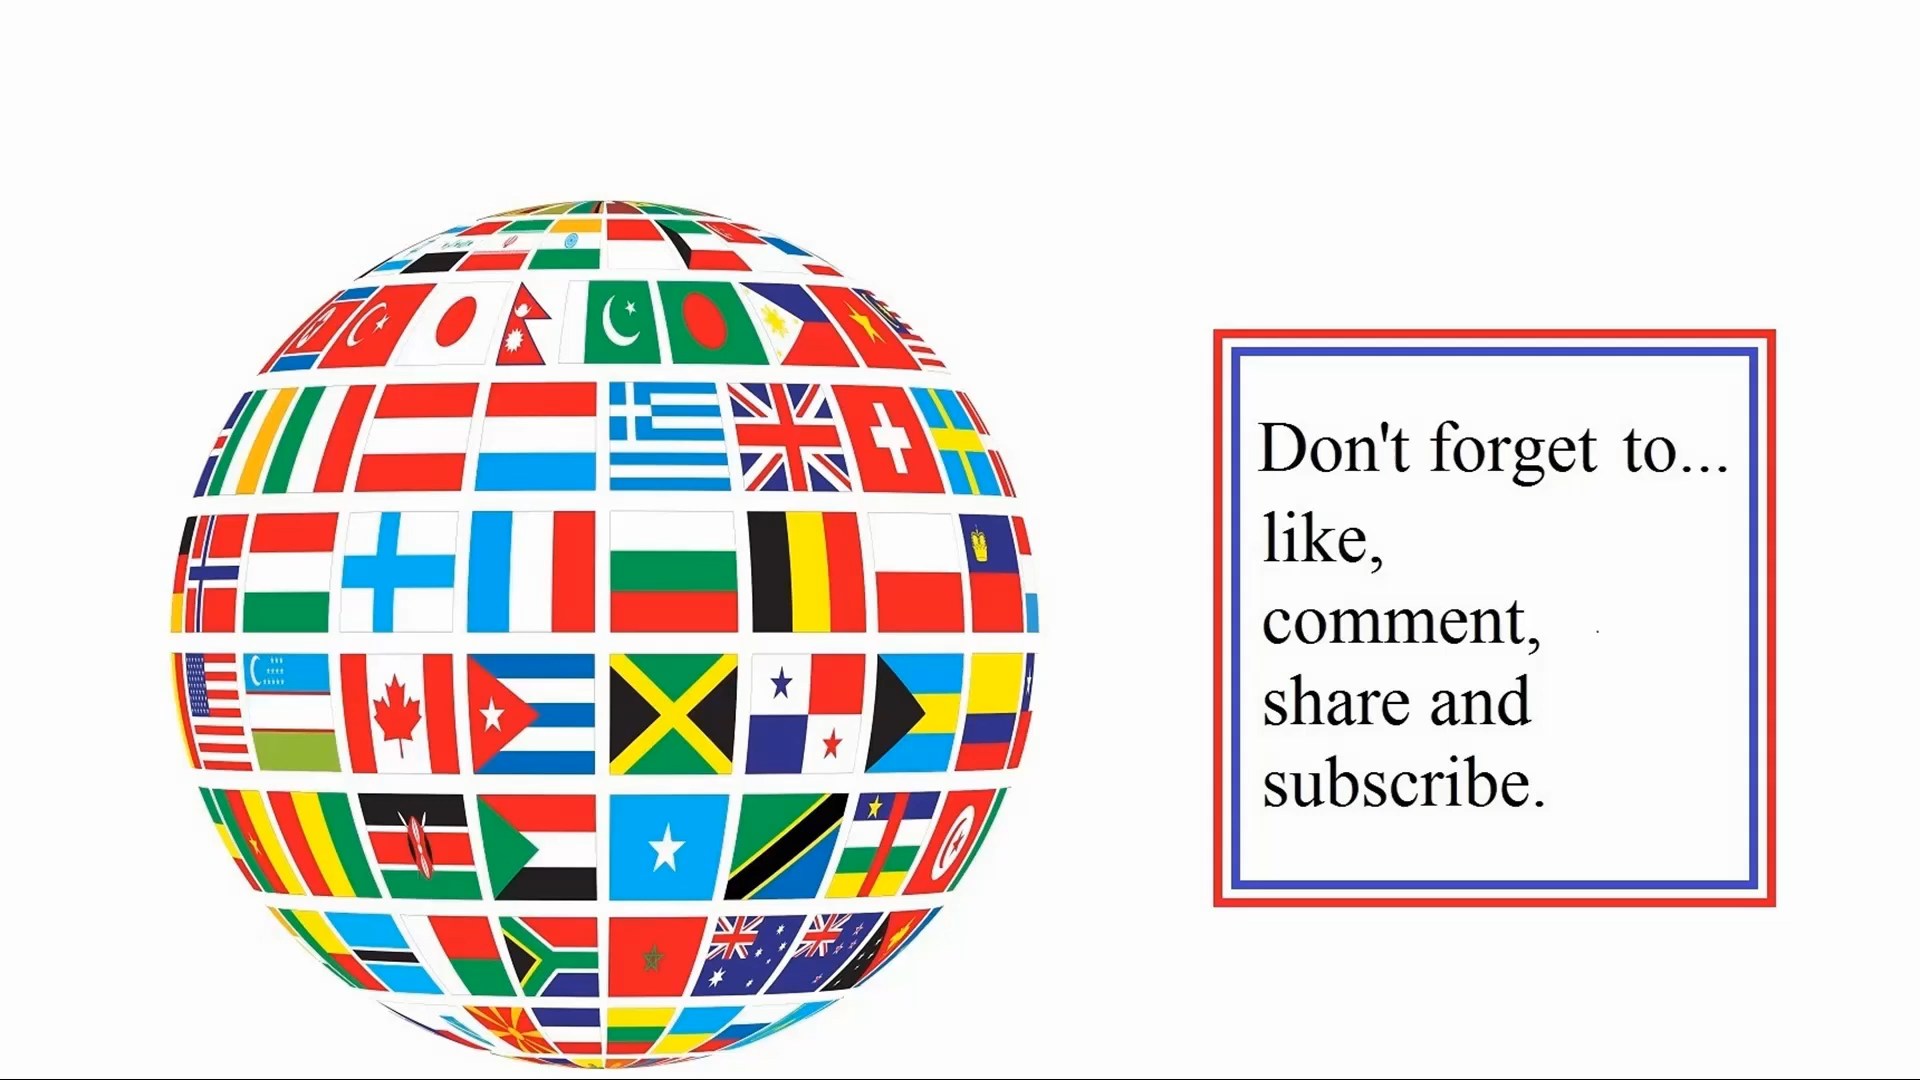 Don't forget to...
like,
comment,
share and
subscribe.